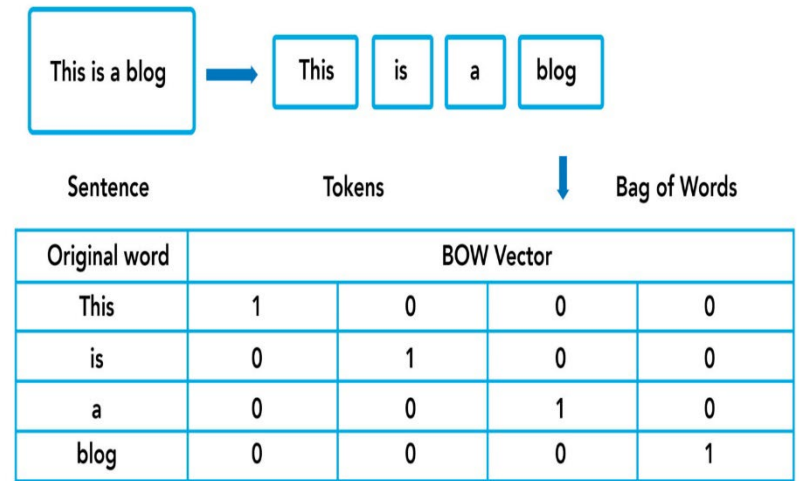 This is a blog
This is a blog
Sentence Tokens Bag of Words
Original word BOW Vector
This 1 0 0 0
is 0 1 0 0
a 0 0 1 0
blog 0 0 0 1